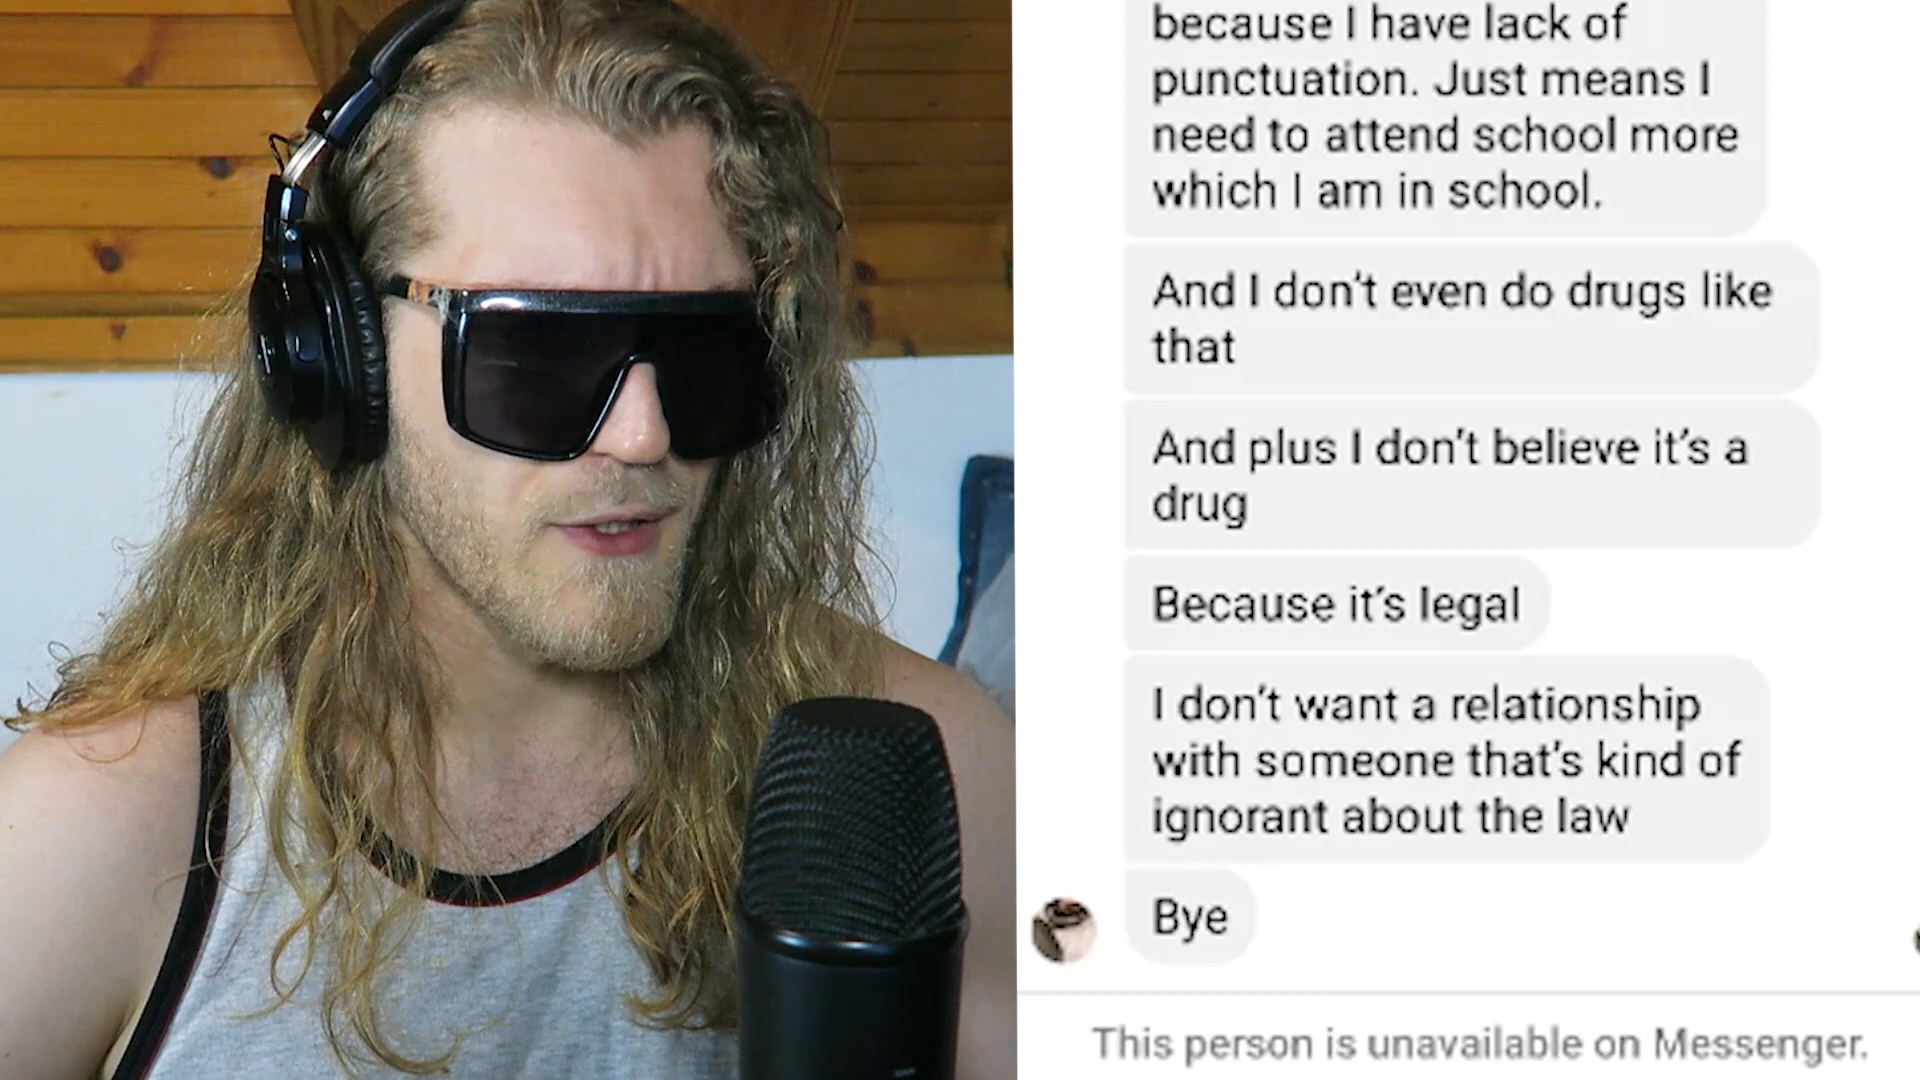 because I have lack of
punctuation. Just means I
need to attend school more
which I am in school.
And I don't even do drugs like
that
And plus I don't believe it's a
drug
Because it's legal
I don't want a relationship
with someone that's kind of
ignorant about the law
Bye
This person is unavailable on Messenger.